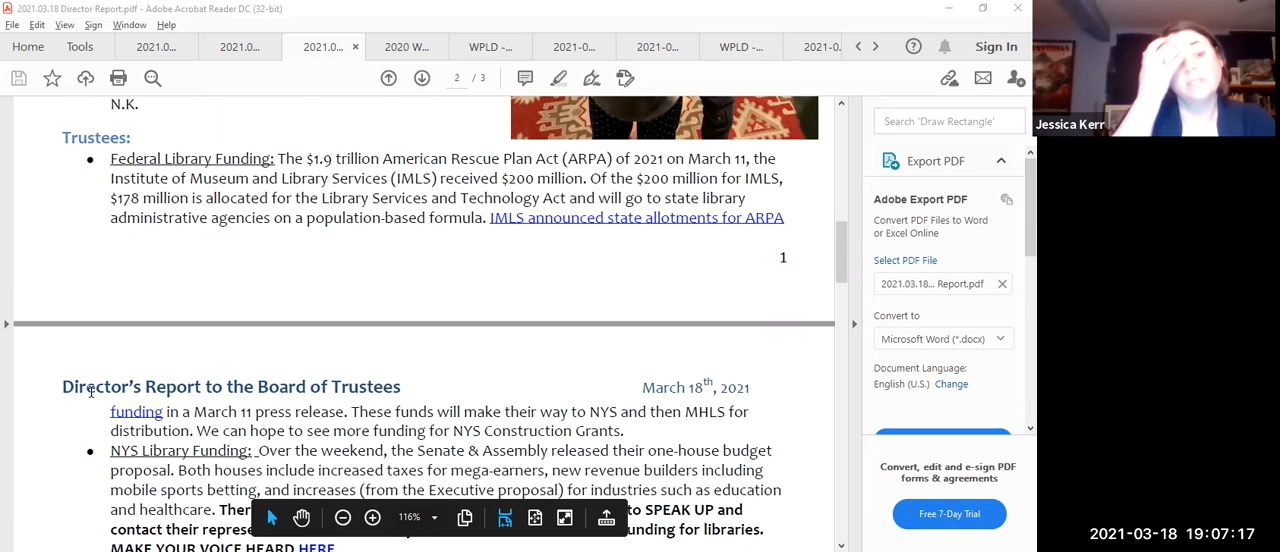 2021.03.18 Director Report.pdf - Adobe Acrobat Reader DC (32-bit)
File Edit View Sign Window Help
Home Tools 2021.0... 2021.0... 2021.0... × 2020 W... WPLD -... 2021-0... 2021-0... WPLD -... 2021-0. Sign In
2 / 3
N.K.
Trustees:
• Federal Library Funding: The $1.9 trillion American Rescue Plan Act (ARPA) of 2021 on March 11, the
Institute of Museum and Library Services (IMLS) received $200 million. Of the $200 million for IMLS,
$178 million is allocated for the Library Services and Technology Act and will go to state library
administrative agencies on a population-based formula. IMLS announced state allotments for ARPA
1
Director's Report to the Board of Trustees March 18th, 2021
funding in a March 11 press release. These funds will make their way to NYS and then MHLS for
distribution. We can hope to see more funding for NYS Construction Grants.
• NYS Library Funding: Over the weekend, the Senate & Assembly released their one-house budget
proposal. Both houses include increased taxes for mega-earners, new revenue builders including
mobile sports betting, and increases (from the Executive proposal) for industries such as education
and healthcare. Ther to SPEAK UP and
contact their repres unding for libraries.
MAKE YOUR VOICE HEARD HERE
116%
Search 'Draw Rectangle'
Export PDF
Adobe Export PDF
Convert PDF Files to Word
or Excel Online
Select PDF File
2021.03.18... Report.pdf
Convert to
Microsoft Word (*.docx)
Document Language:
English (U.S.) Change
Convert, edit and e-sign PDF
forms & agreements
Free 7-Day Trial
Jessica Kerr
2021-03-18 19:07:17